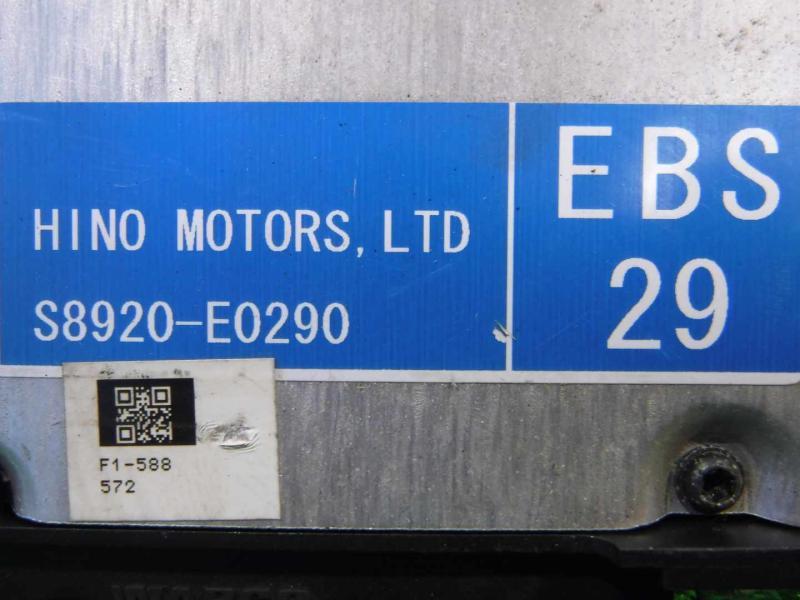 HINO MOTORS, LTD
S8920-E0290
EBS
29
F1-588
572